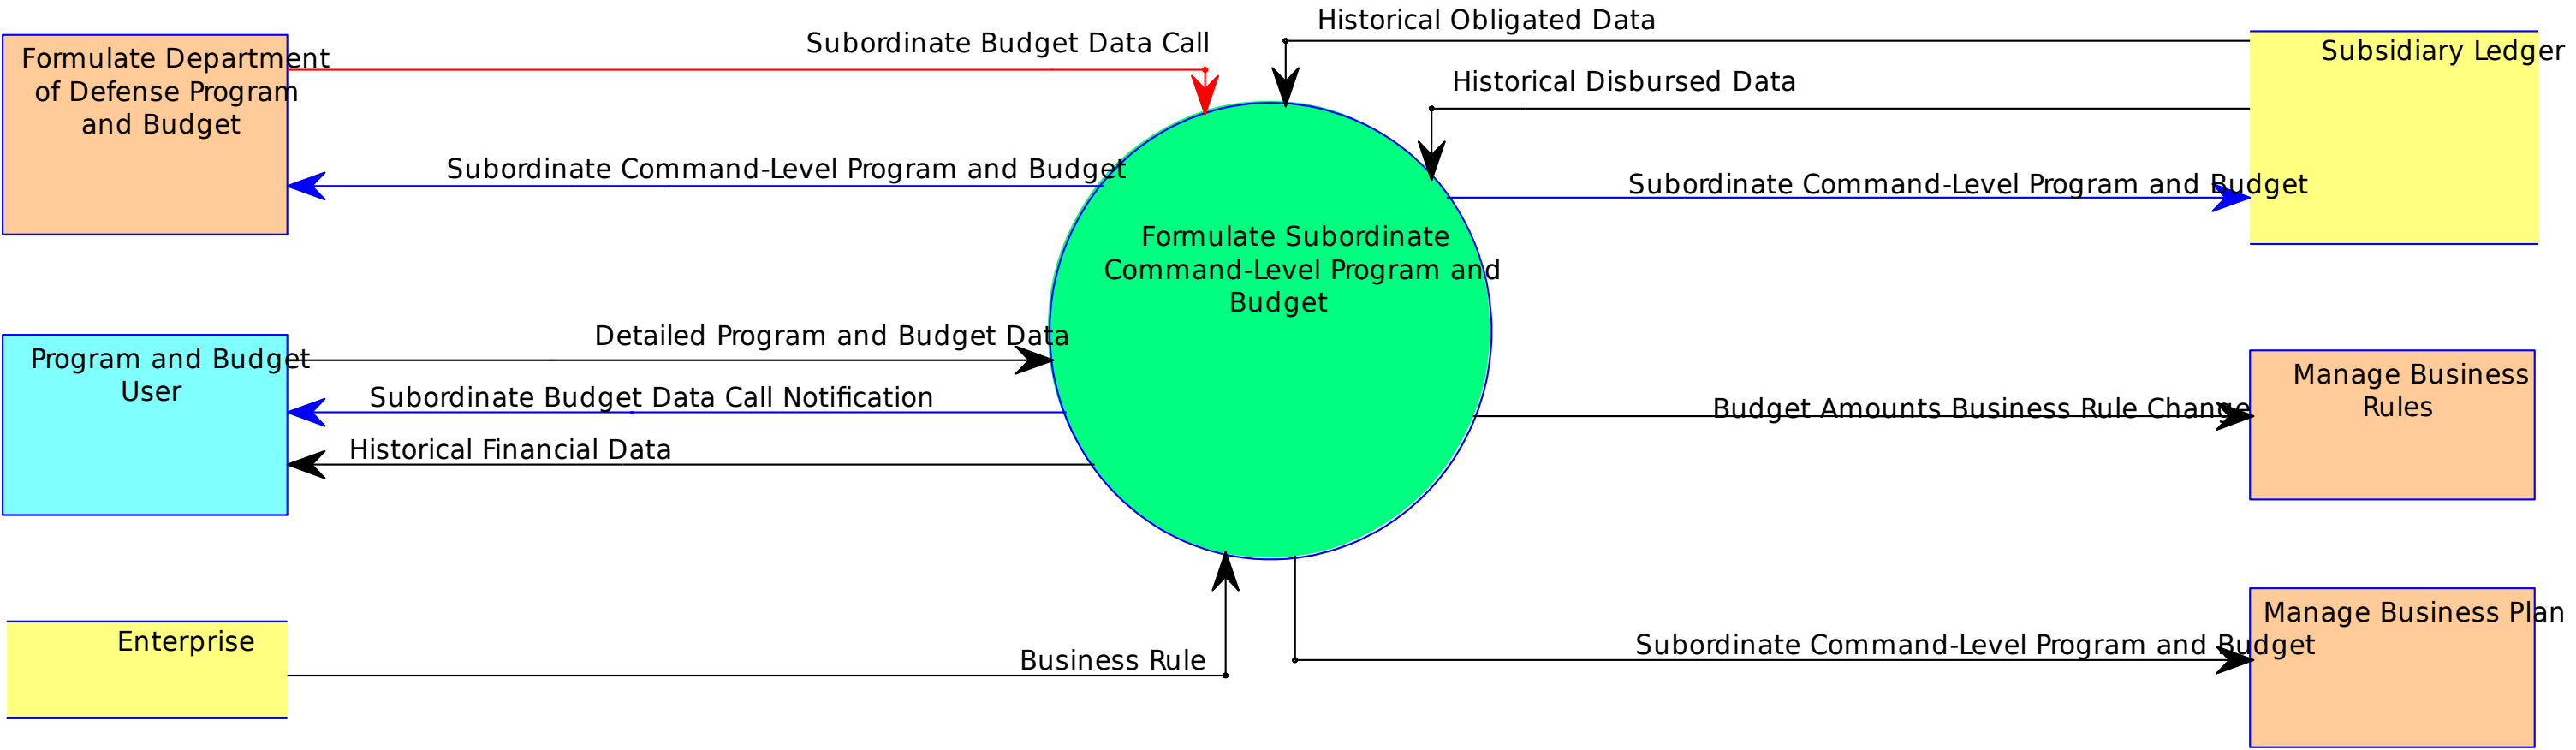 Historical Obligated Data
Subordinate Budget Data Call
Subsidiary Ledger
Formulate Department
of Defense Program
and Budget
Historical Disbursed Data
Subordinate Command-Level Program and Budget
Subordinate Command-Level Program and Budget
Formulate Subordinate
Command-Level Program and
Budget
Detailed Program and Budget Data
Program and Budget
User
Manage Business
Rules
Subordinate Budget Data Call Notification
Budget Amounts Business Rule Change
Historical Financial Data
Manage Business Plan
Enterprise
Business Rule
Subordinate Command-Level Program and Budget